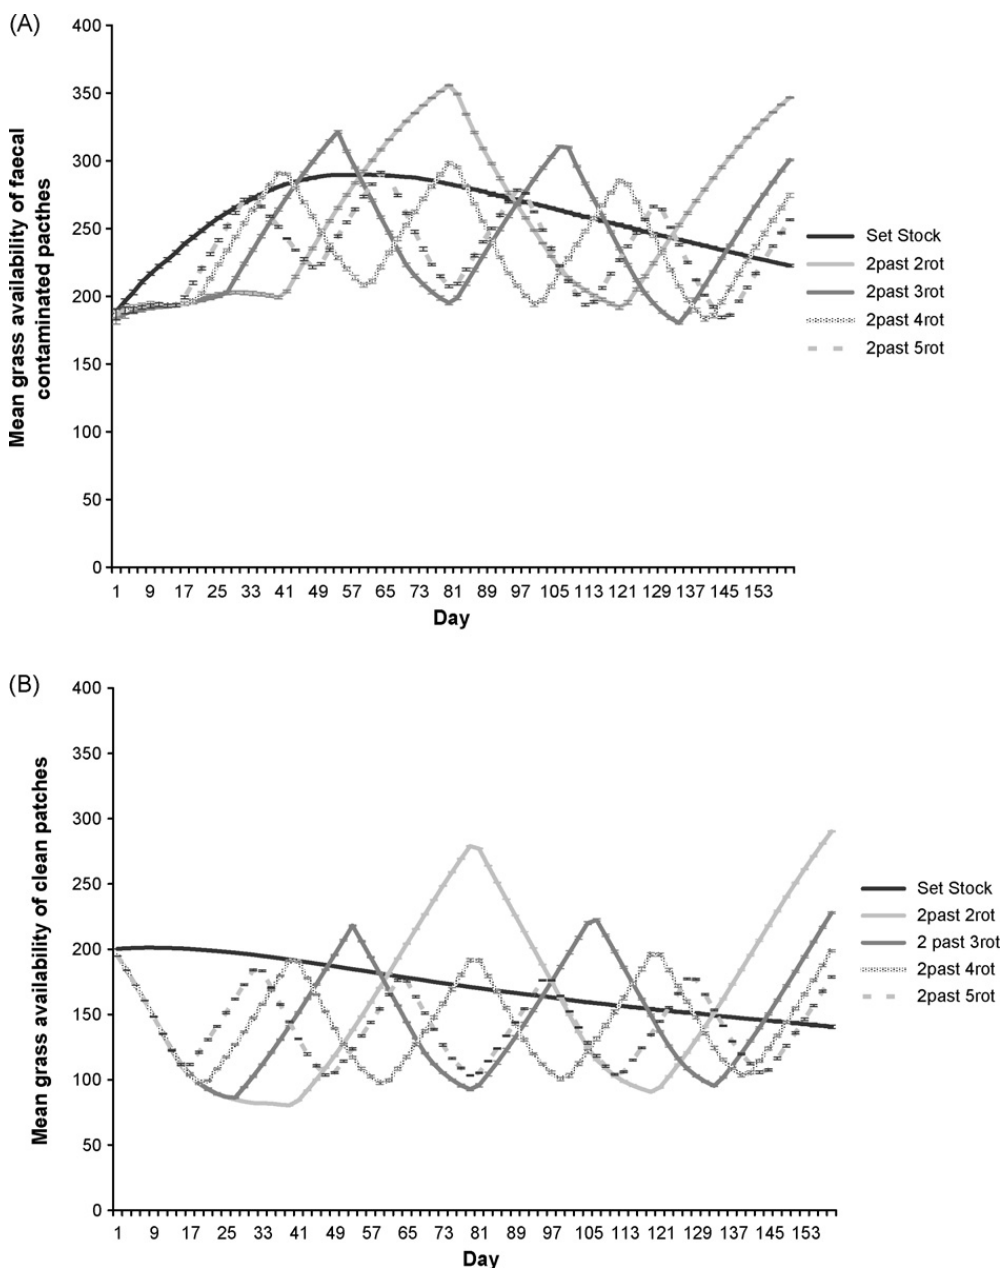 (A)
400
350
300
250
200
150
100
50
0
Mean grass availability of faecal
contaminated pacthes
1 9 17 25 33 41 49 57 65 73 81 89 97 105 113 121 129 137 145 153
Day
Set Stock
2past 2rot
2past 3rot
2past 4rot
2past 5rot
(B)
400
350
300
250
200
150
100
50
0
Mean grass availability of clean patches
1 9 17 25 33 41 49 57 65 73 81 89 97 105 113 121 129 137 145 153
Day
Set Stock
2past 2rot
2 past 3rot
2past 4rot
2past 5rot